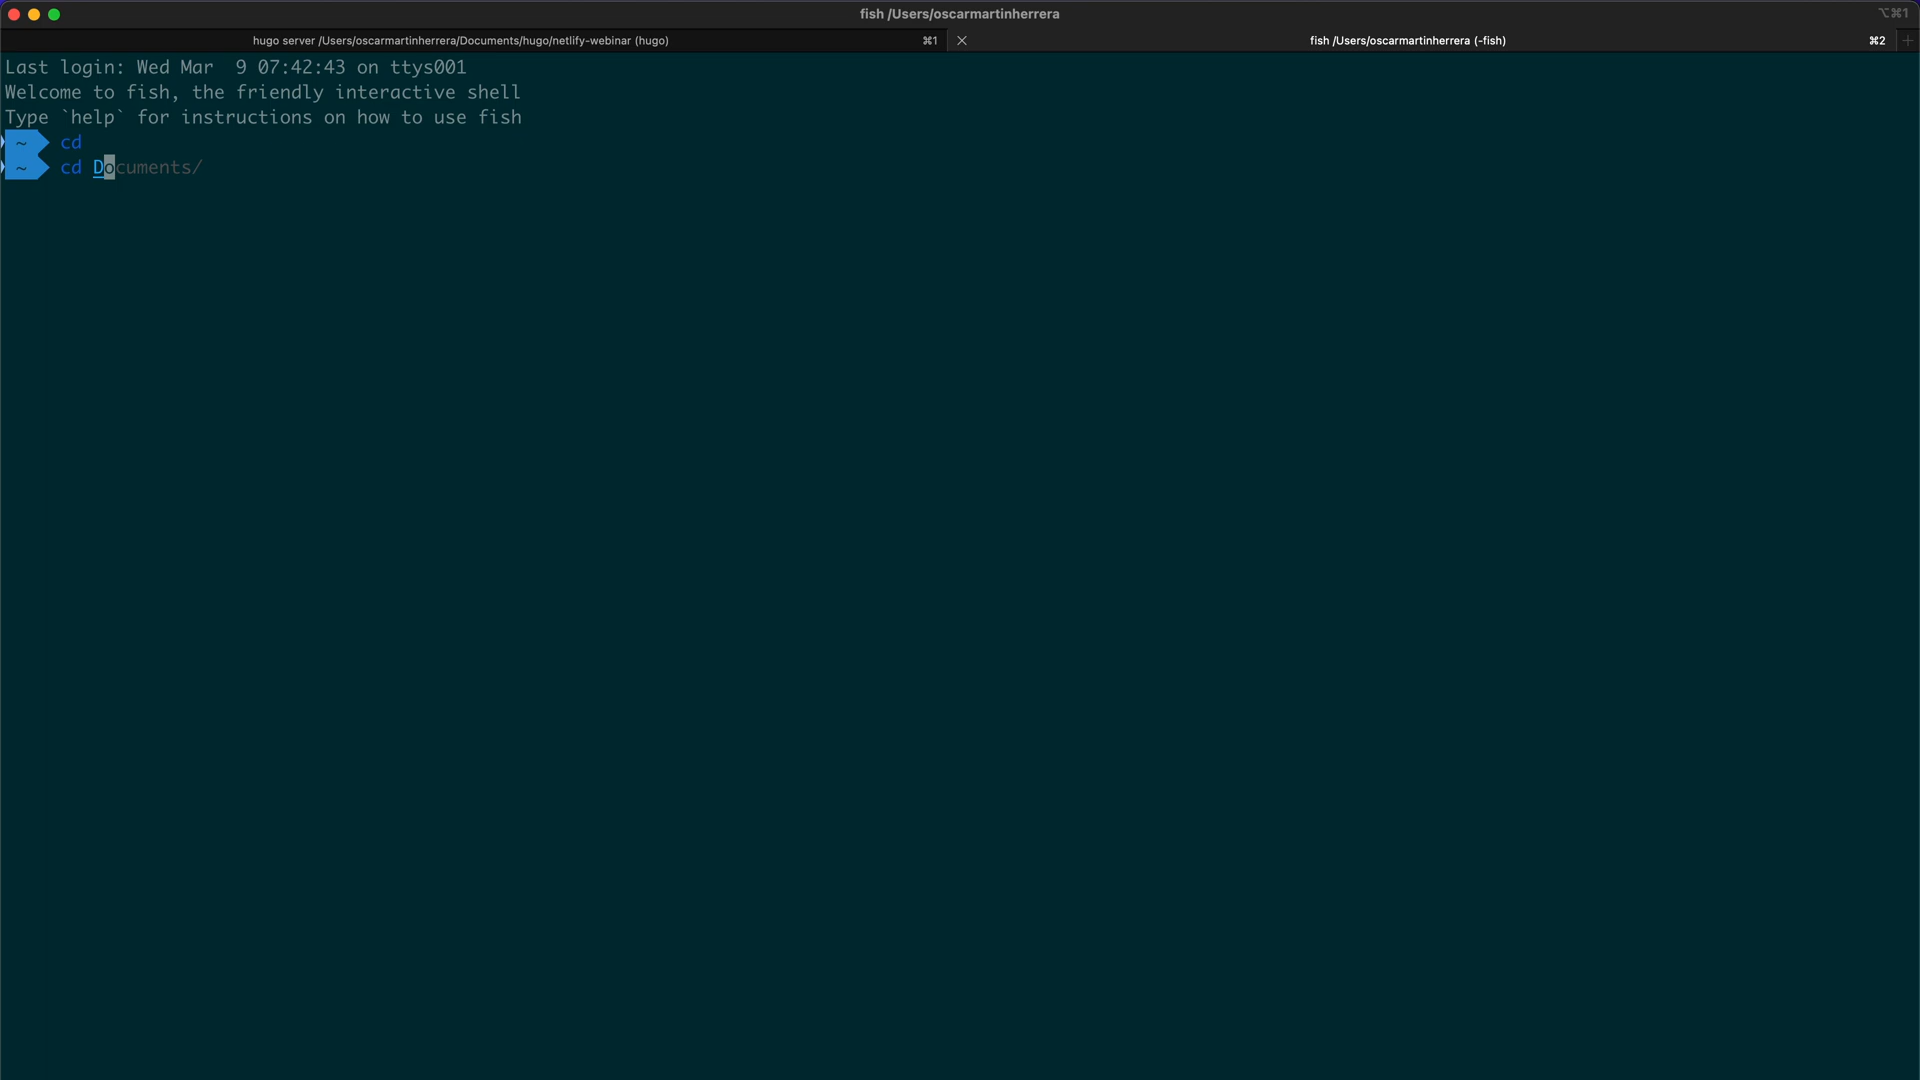 fish /Users/oscarmartinherrera
⌥⌘1
hugo server /Users/oscarmartinherrera/Documents/hugo/netlify-webinar (hugo)
⌘1
fish /Users/oscarmartinherrera (-fish)
⌘2
Last login: Wed Mar  9 07:42:43 on ttys001
Welcome to fish, the friendly interactive shell
Type `help` for instructions on how to use fish
~ cd
~ cd Documents/